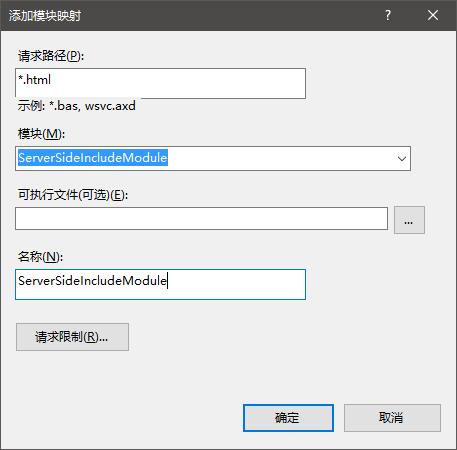 添加模块映射
?
请求路径(P):
*.html
示例: *.bas, wsvc.axd
模块(M):
ServerSideIncludeModule
可执行文件(可选)(E):
...
名称(N):
ServerSideIncludeModule
请求限制(R)...
确定
取消